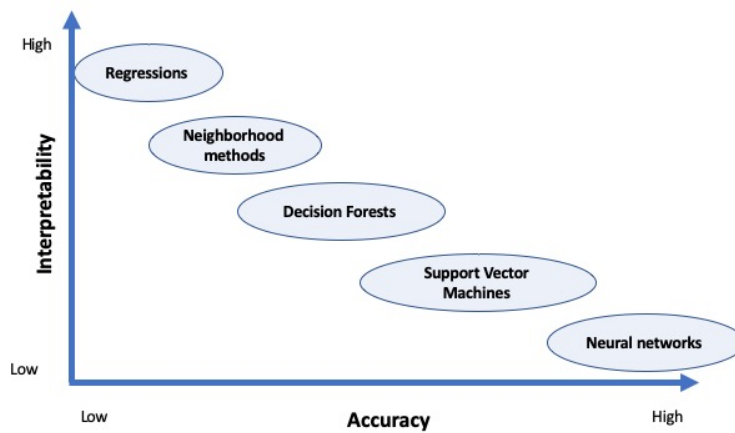 High
Regressions
Neighborhood
methods
Interpretability
Decision Forests
Support Vector
Machines
Neural networks
Low
Low
Accuracy
High